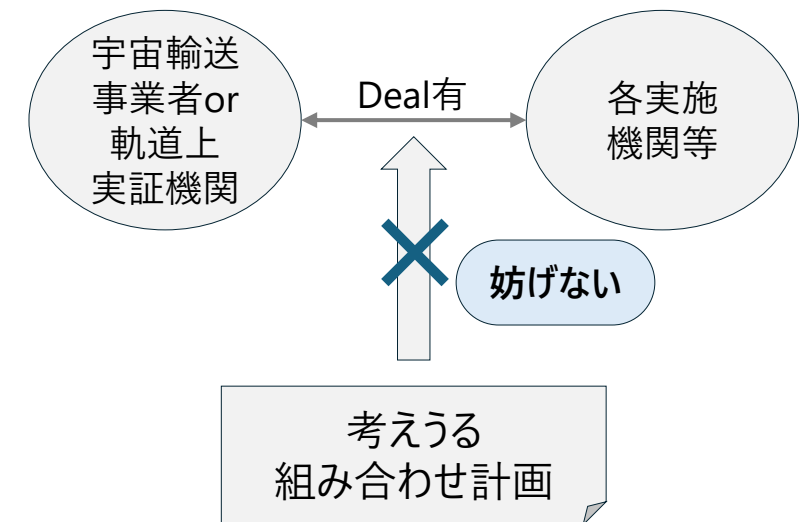 宇宙輸送
事業者or
軌道上
実証機関
Deal有
各実施
機関等
妨げない
考えうる
組み合わせ計画